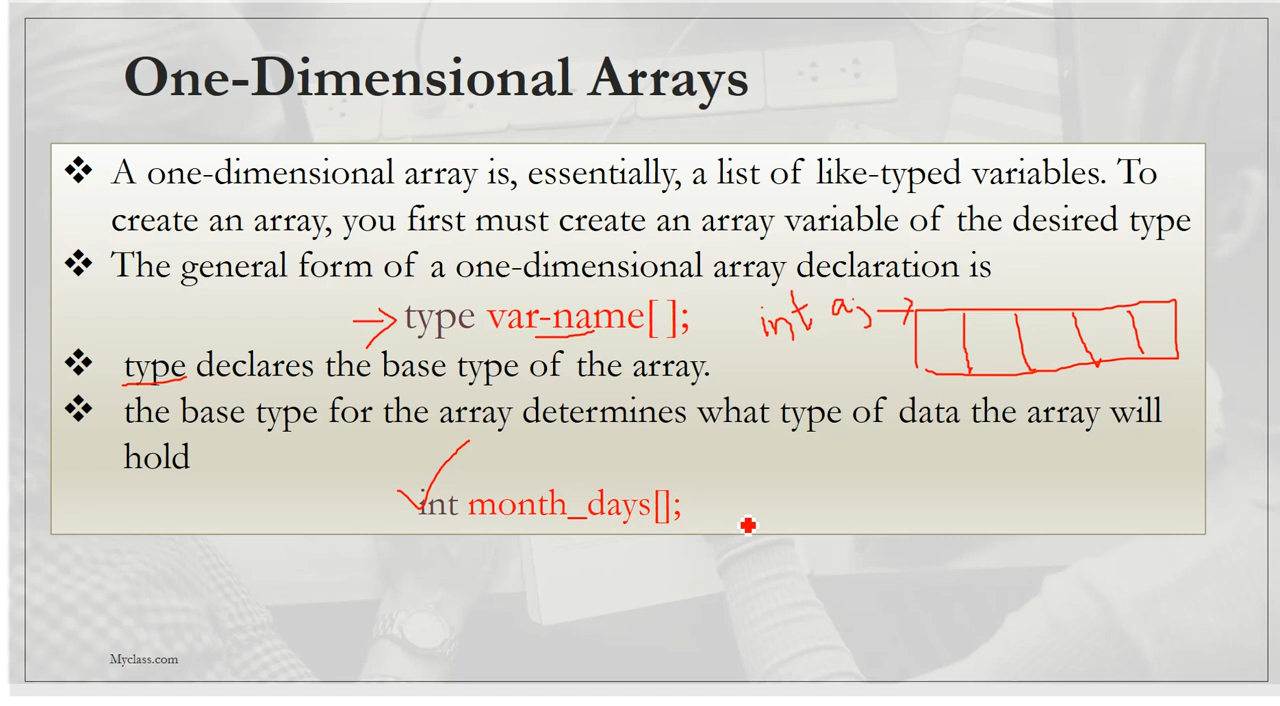 One-Dimensional Arrays
❖ A one-dimensional array is, essentially, a list of like-typed variables. To
create an array, you first must create an array variable of the desired type
❖ The general form of a one-dimensional array declaration is
type var-name[ ]; int a;
❖ type declares the base type of the array.
❖ the base type for the array determines what type of data the array will
hold
int month_days[];
Myclass.com